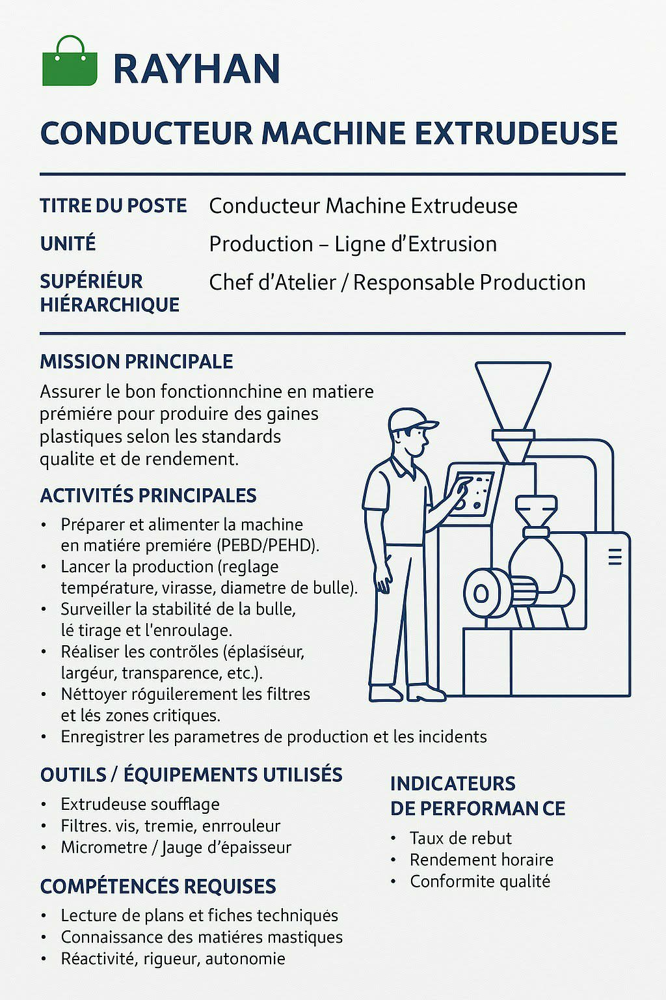 RAYHAN
CONDUCTEUR MACHINE EXTRUDEUSE
TITRE DU POSTE Conducteur Machine Extrudeuse
UNITÉ Production – Ligne d'Extrusion
SUPÉRIÉUR
HIÉRARCHIQUE
Chef d'Atelier / Responsable Production
MISSION PRINCIPALE
Assurer le bon fonctionnchine en matiere
prémiére pour produire des gaines
plastiques selon les standards
qualite et de rendement.
ACTIVITÉS PRINCIPALES
• Préparer et alimenter la machine
en matiére premiére (PEBD/PEHD).
• Lancer la production (reglage
température, virasse, diametre de bulle).
• Surveiller la stabilité de la bulle,
lé tirage et l'enroulage.
• Réaliser les contrõles (éplasíséur,
largéur, transparence, etc.).
• Néttoyer róguilerement les filtres
et lés zones critiques.
• Enregistrer les parametres de production et les incidents
OUTILS / ÉQUIPEMENTS UTILISÉS
• Extrudeuse soufflage
• Filtres. vis, tremie, enrrouleur
• Micrometre / Jauge d'épaisseur
COMPÉTENCÉS REQUISES
• Lecture de plans et fiches techniqués
• Connaissance des matiéres mastiques
• Réactivité, rigueur, autonomie
INDICATEURS
DE PERFORMAN CE
• Taux de rebut
• Rendement horaire
• Conformite qualité